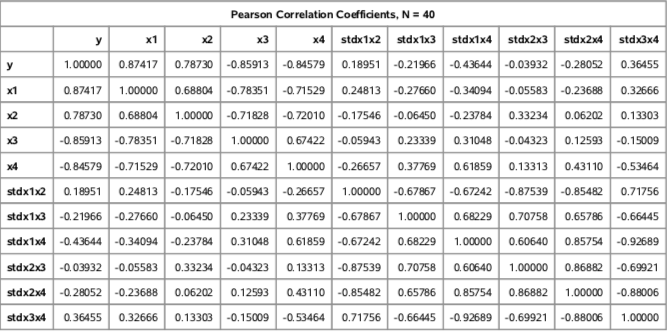 Pearson Correlation Coefficients, N = 40
y x1 x2 x3 x4 stdx1x2 stdx1x3 stdx1x4 stdx2x3 stdx2x4 stdx3x4
y 1.00000 0.87417 0.78730 -0.85913 -0.84579 0.18951 -0.21966 -0.43644 -0.03932 -0.28052 0.36455
x1 0.87417 1.00000 0.68804 -0.78351 -0.71529 0.24813 -0.27660 -0.34094 -0.05583 -0.23688 0.32666
x2 0.78730 0.68804 1.00000 -0.71828 -0.72010 -0.17546 -0.06450 -0.23784 0.33234 0.06202 0.13303
x3 -0.85913 -0.78351 -0.71828 1.00000 0.67422 -0.05943 0.23339 0.31048 -0.04323 0.12593 -0.15009
x4 -0.84579 -0.71529 -0.72010 0.67422 1.00000 -0.26657 0.37769 0.61859 0.13313 0.43110 -0.53464
stdx1x2 0.18951 0.24813 -0.17546 -0.05943 -0.26657 1.00000 -0.67867 -0.67242 -0.87539 -0.85482 0.71756
stdx1x3 -0.21966 -0.27660 -0.06450 0.23339 0.37769 -0.67867 1.00000 0.68229 0.70758 0.65786 -0.66445
stdx1x4 -0.43644 -0.34094 -0.23784 0.31048 0.61859 -0.67242 0.68229 1.00000 0.60640 0.85754 -0.92689
stdx2x3 -0.03932 -0.05583 0.33234 -0.04323 0.13313 -0.87539 0.70758 0.60640 1.00000 0.86882 -0.69921
stdx2x4 -0.28052 -0.23688 0.06202 0.12593 0.43110 -0.85482 0.65786 0.85754 0.86882 1.00000 -0.88006
stdx3x4 0.36455 0.32666 0.13303 -0.15009 -0.53464 0.71756 -0.66445 -0.92689 -0.69921 -0.88006 1.00000